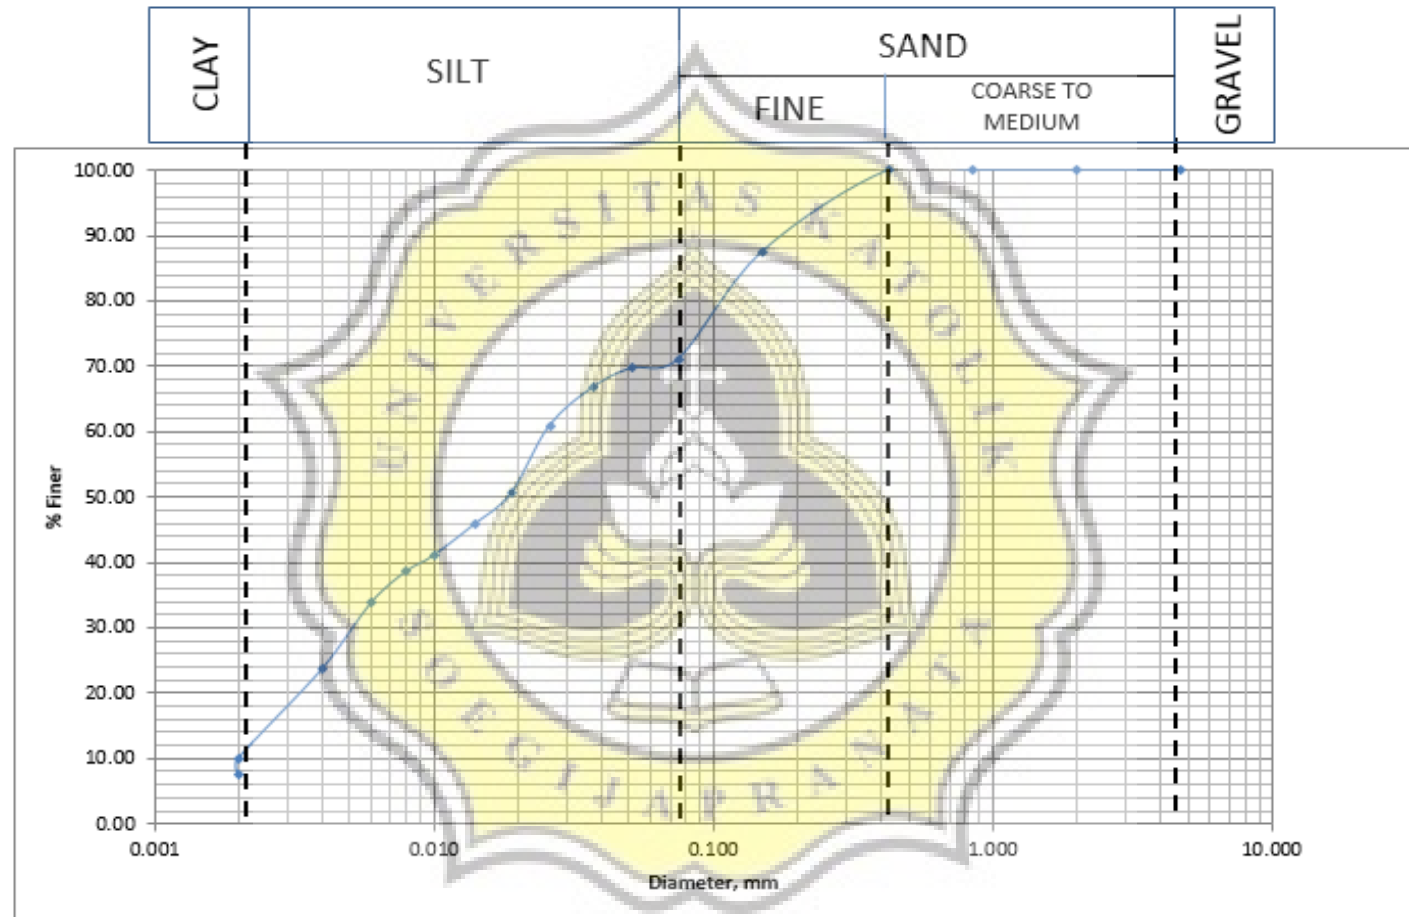 CLAY
SILT
SAND
FINE
COARSE TO
MEDIUM
GRAVEL
100.00
90.00
80.00
70.00
60.00
50.00
40.00
30.00
20.00
10.00
0.00
% Finer
0.001
0.010
0.100
1.000
10.000
Diameter, mm
UNIVERSITAS KATOLIK
SOEGIJAPRANATA